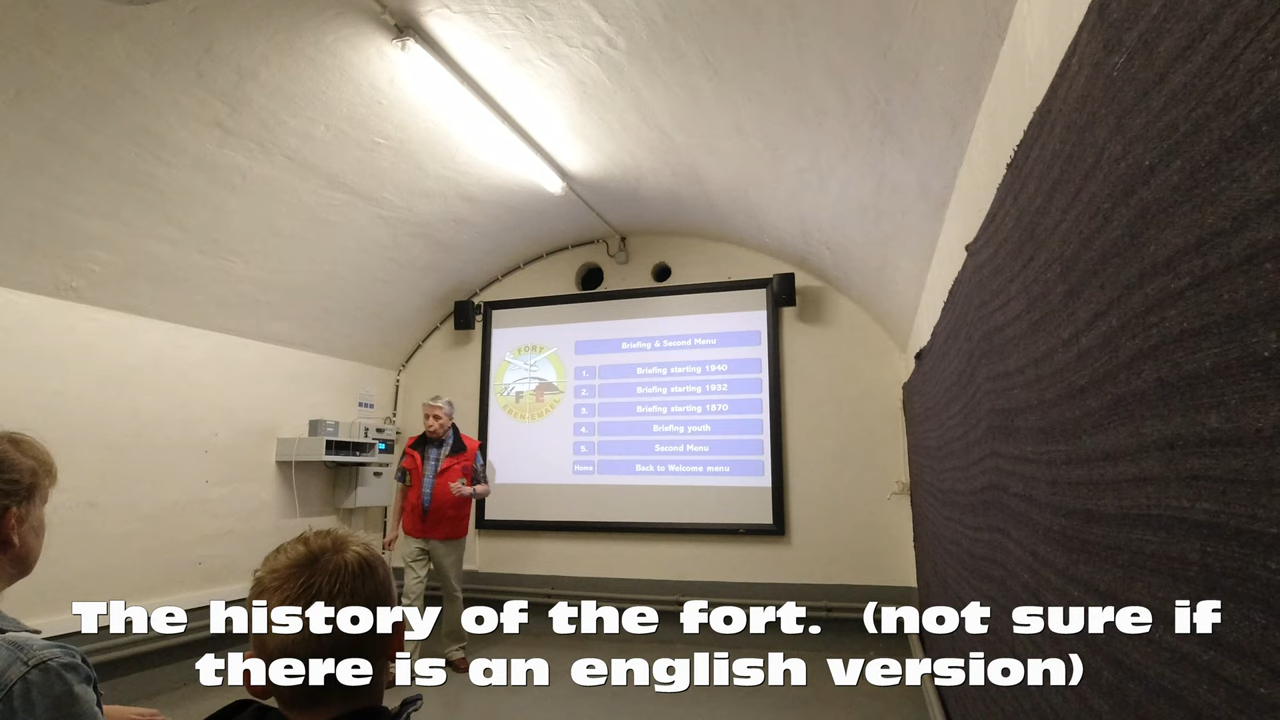 FORT
EBEN-EMAEL
Briefing & Second Menu
1. Briefing starting 1940
2. Briefing starting 1932
3. Briefing starting 1870
4. Briefing youth
5. Second Menu
Home Back to Welcome menu
The history of the fort. (not sure if
there is an english version)